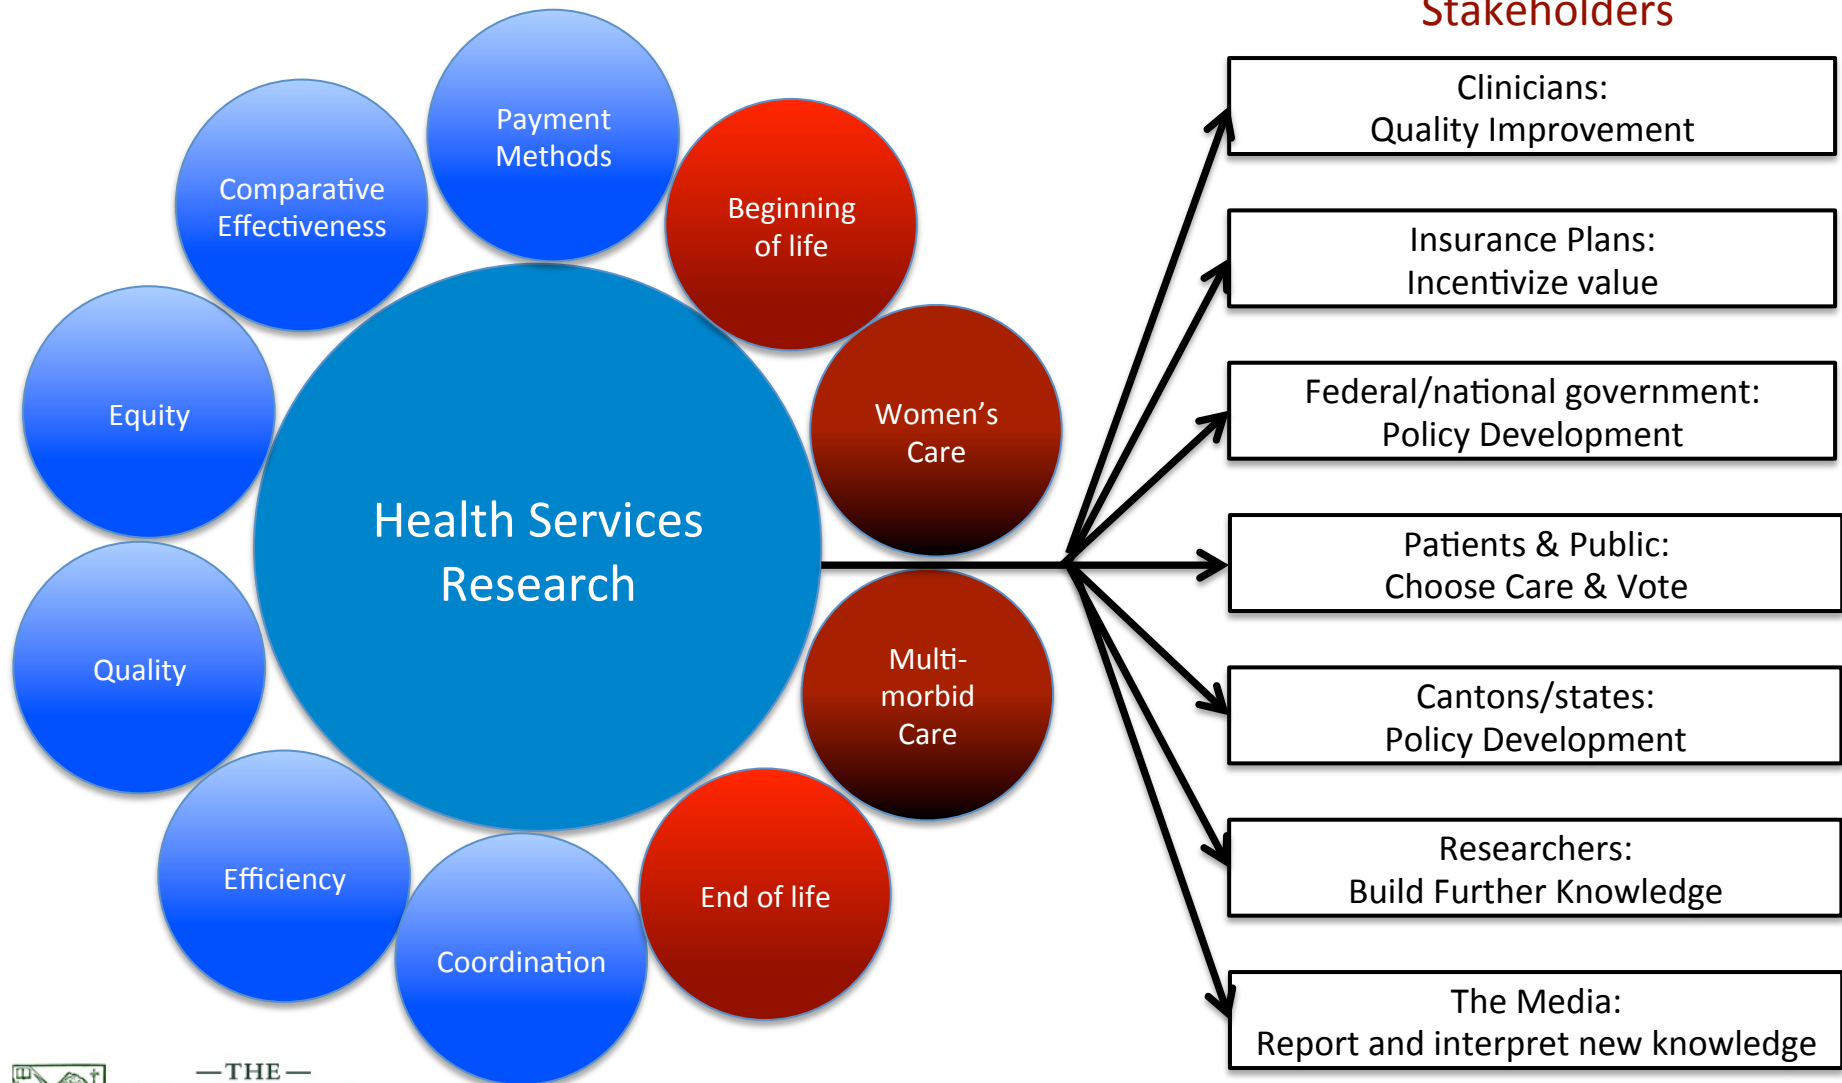 Stakeholders
Payment
Methods
Comparative
Effectiveness
Beginning
of life
Equity
Women's
Care
Health Services
Research
Quality
Multi-
morbid
Care
Efficiency
End of life
Coordination
Clinicians:
Quality Improvement
Insurance Plans:
Incentivize value
Federal/national government:
Policy Development
Patients & Public:
Choose Care & Vote
Cantons/states:
Policy Development
Researchers:
Build Further Knowledge
The Media:
Report and interpret new knowledge
—THE—